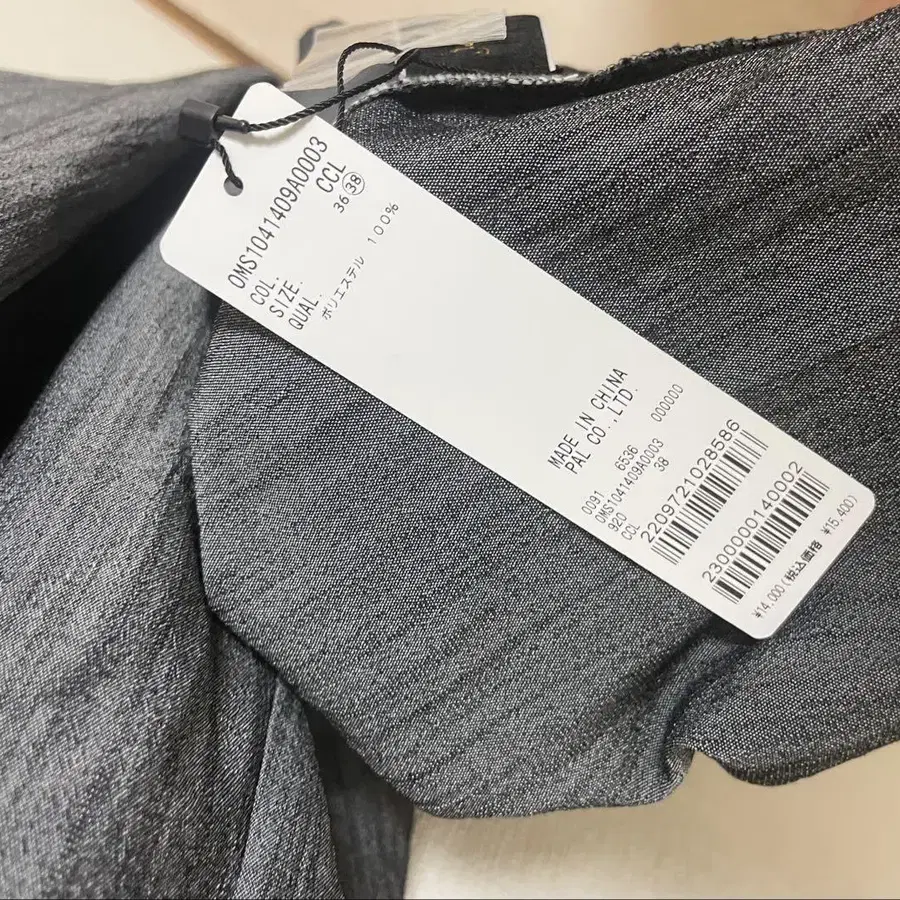 OMS1041409A0003
COL. CCL
SIZE. 36 38
QUAL.
ポリエステル 100%
MADE IN CHINA
PAL CO.,LTD.
0091 6536 000000
OMS1041409A0003
920 38
CCL
2209721028586
2300000140002
¥14,000(税込価格 ¥15,400)